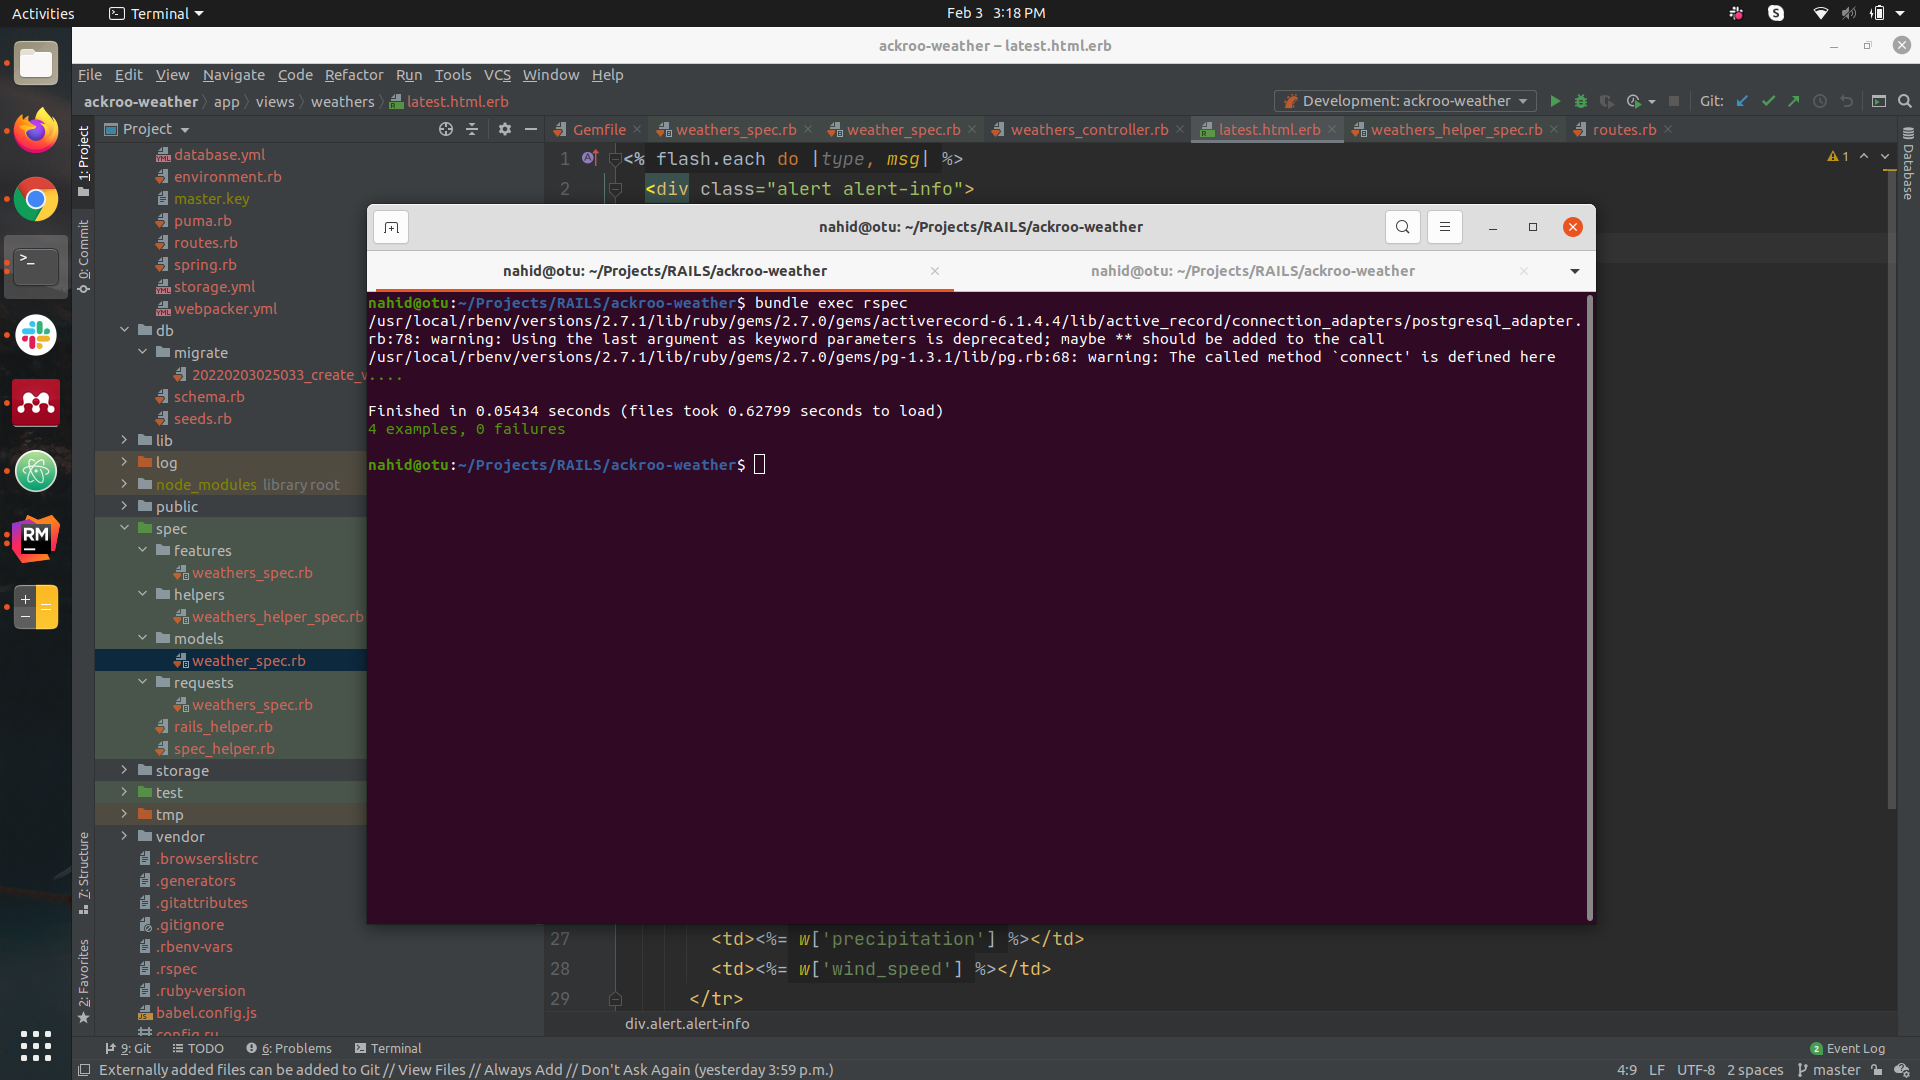 Activities
Terminal
Feb 3 3:18 PM
ackroo-weather – latest.html.erb
File Edit View Navigate Code Refactor Run Tools VCS Window Help
ackroo-weather app views weathers latest.html.erb
Development: ackroo-weather
Git:
1: Project
0: Commit
7: Structure
2: Favorites
Project
database.yml
environment.rb
master.key
puma.rb
routes.rb
spring.rb
storage.yml
webpacker.yml
db
migrate
20220203025033_create_w
schema.rb
seeds.rb
lib
log
node_modules library root
public
spec
features
weathers_spec.rb
helpers
weathers_helper_spec.rb
models
weather_spec.rb
requests
weathers_spec.rb
rails_helper.rb
spec_helper.rb
storage
test
tmp
vendor
.browserslistrc
.generators
.gitattributes
.gitignore
.rbenv-vars
.rspec
.ruby-version
babel.config.js
config.ru
Gemfile weathers_spec.rb weather_spec.rb weathers_controller.rb latest.html.erb weathers_helper_spec.rb routes.rb
1 <% flash.each do |type, msg| %>
2 <div class="alert alert-info">
1
Database
nahid@otu: ~/Projects/RAILS/ackroo-weather
nahid@otu: ~/Projects/RAILS/ackroo-weather
nahid@otu: ~/Projects/RAILS/ackroo-weather
nahid@otu:~/Projects/RAILS/ackroo-weather$ bundle exec rspec
/usr/local/rbenv/versions/2.7.1/lib/ruby/gems/2.7.0/gems/activerecord-6.1.4.4/lib/active_record/connection_adapters/postgresql_adapter.
rb:78: warning: Using the last argument as keyword parameters is deprecated; maybe ** should be added to the call
/usr/local/rbenv/versions/2.7.1/lib/ruby/gems/2.7.0/gems/pg-1.3.1/lib/pg.rb:68: warning: The called method `connect' is defined here
....
Finished in 0.05434 seconds (files took 0.62799 seconds to load)
4 examples, 0 failures
nahid@otu:~/Projects/RAILS/ackroo-weather$
27 <td><%= w['precipitation'] %></td>
28 <td><%= w['wind_speed'] %></td>
29 </tr>
div.alert.alert-info
9: Git TODO 6: Problems Terminal
2 Event Log
Externally added files can be added to Git // View Files // Always Add // Don't Ask Again (yesterday 3:59 p.m.)
4:9 LF UTF-8 2 spaces master
RM
S